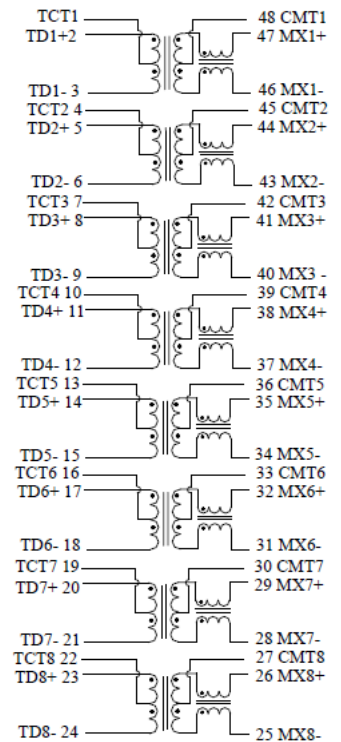 TCT1 48 CMT1
TD1+2 47 MX1+
TD1- 3 46 MX1-
TCT2 4 45 CMT2
TD2+ 5 44 MX2+
TD2- 6 43 MX2-
TCT3 7 42 CMT3
TD3+ 8 41 MX3+
TD3- 9 40 MX3 -
TCT4 10 39 CMT4
TD4+ 11 38 MX4+
TD4- 12 37 MX4-
TCT5 13 36 CMT5
TD5+ 14 35 MX5+
TD5- 15 34 MX5-
TCT6 16 33 CMT6
TD6+ 17 32 MX6+
TD6- 18 31 MX6-
TCT7 19 30 CMT7
TD7+ 20 29 MX7+
TD7- 21 28 MX7-
TCT8 22 27 CMT8
TD8+ 23 26 MX8+
TD8- 24 25 MX8-